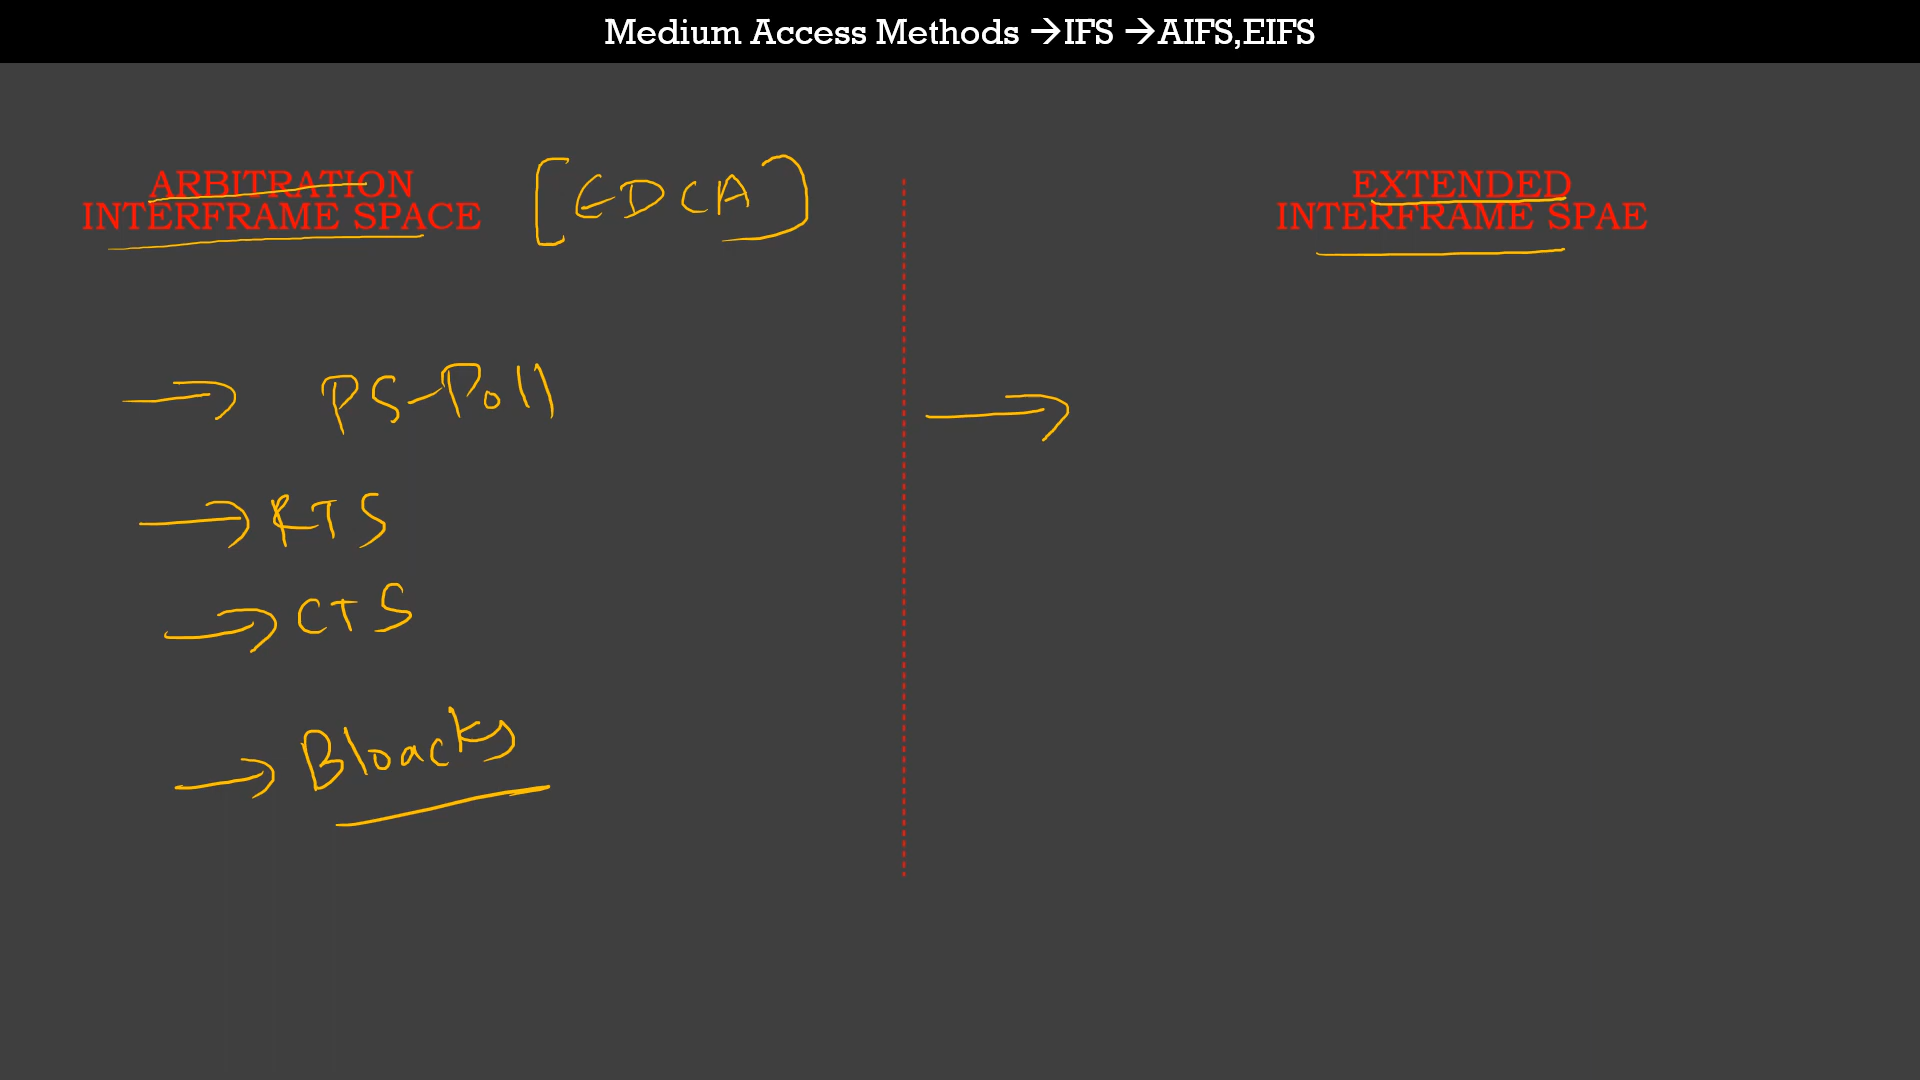 Medium Access Methods →IFS →AIFS,EIFS
ARBITRATION
INTERFRAME SPACE
[EDCA]
→ PS-Poll
→ RTS
→ CTS
→ Bloacks
EXTENDED
INTERFRAME SPAE
→